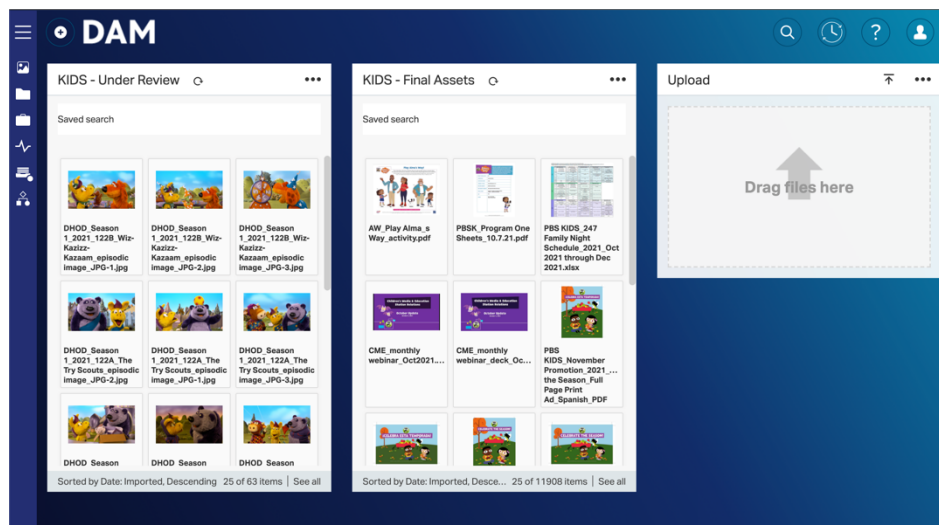 DAM
?
KIDS - Under Review
Saved search
DHOD_Season
1_2021_122B_Wiz-
Kazizz-
Kazaam_episodic
image_JPG-1.jpg
DHOD_Season
1_2021_122B_Wiz-
Kazizz-
Kazaam_episodic
image_JPG-2.jpg
DHOD_Season
1_2021_122B_Wiz-
Kazizz-
Kazaam_episodic
image_JPG-3.jpg
DHOD_Season
1_2021_122A_The
Try Scouts_episodic
image_JPG-2.jpg
DHOD_Season
1_2021_122A_The
Try Scouts_episodic
image_JPG-1.jpg
DHOD_Season
1_2021_122A_The
Try Scouts_episodic
image_JPG-3.jpg
DHOD_Season
DHOD_Season
DHOD_Season
Sorted by Date: Imported, Descending 25 of 63 items | See all
KIDS - Final Assets
Saved search
AW_Play Alma_s
Way_activity.pdf
PBSK_Program One
Sheets_10.7.21.pdf
PBS KIDS_247
Family Night
Schedule_2021_Oct
2021 through Dec
2021.xlsx
CME_monthly
webinar_Oct2021....
CME_monthly
webinar_deck_Oc...
PBS
KIDS_November
Promotion_2021_...
the Season_Full
Page Print
Ad_Spanish_PDF
CELEBRATE THE SEASON!
Sorted by Date: Imported, Desce... 25 of 11908 items | See all
Upload
Drag files here